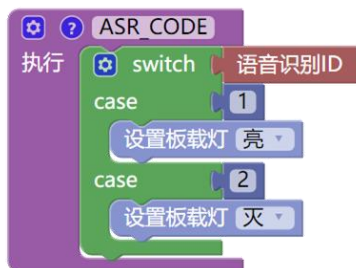 ? ASR_CODE
执行 switch 语音识别ID
case 1
设置板载灯 亮
case 2
设置板载灯 灭